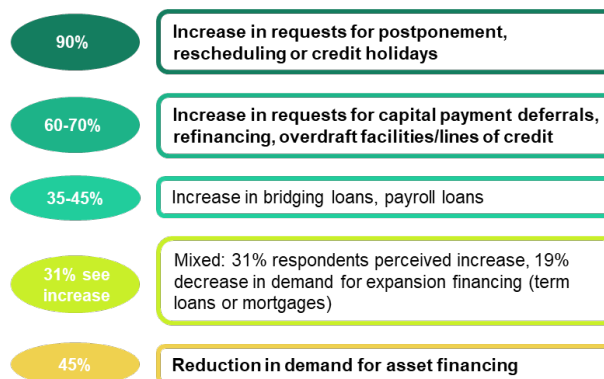 90%
Increase in requests for postponement,
rescheduling or credit holidays
60-70%
Increase in requests for capital payment deferrals,
refinancing, overdraft facilities/lines of credit
35-45%
Increase in bridging loans, payroll loans
31% see
increase
Mixed: 31% respondents perceived increase, 19%
decrease in demand for expansion financing (term
loans or mortgages)
45%
Reduction in demand for asset financing